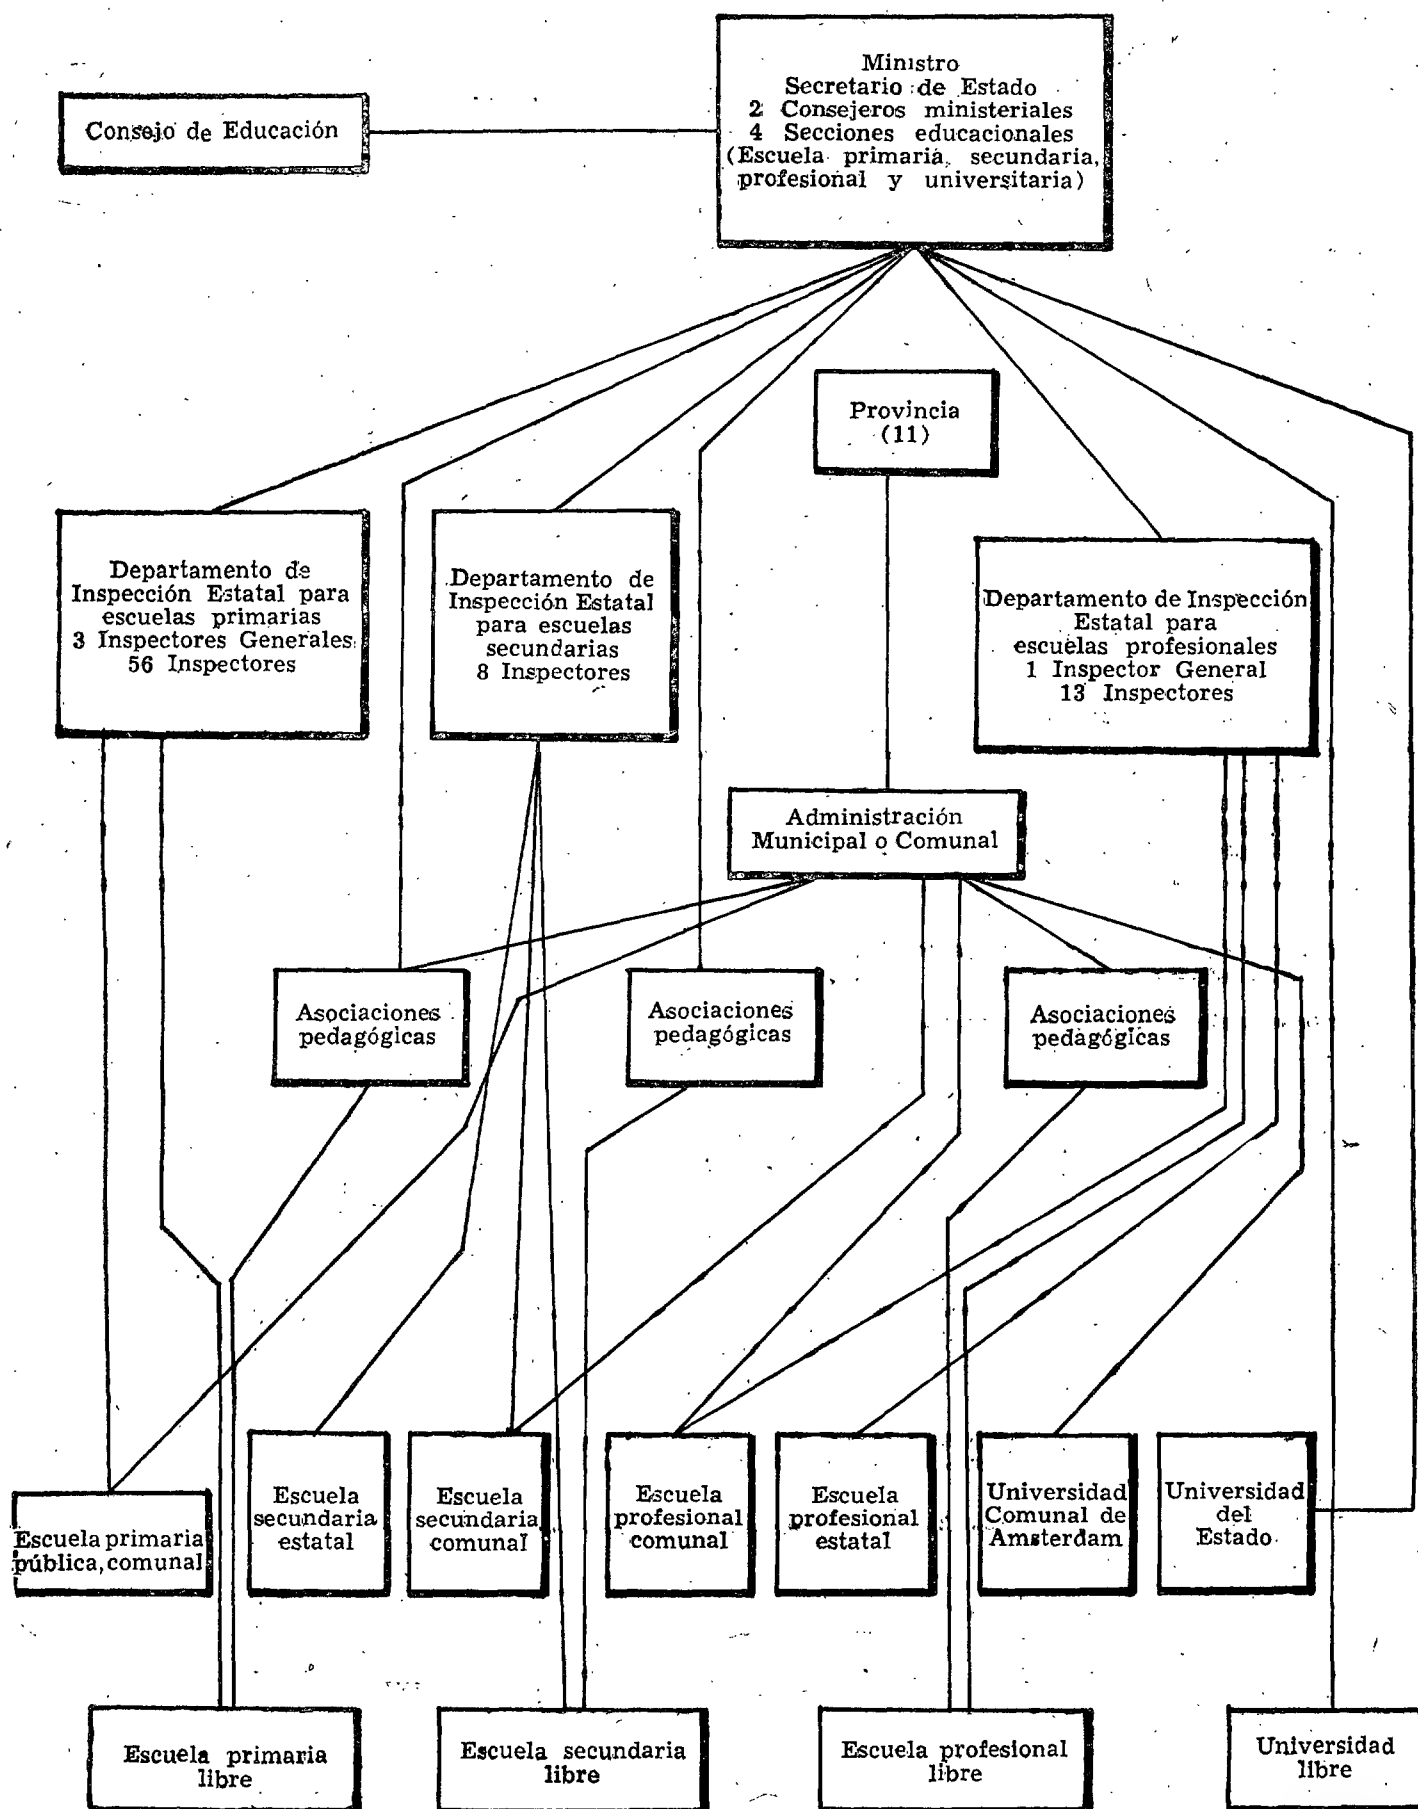 Ministro
Secretario de Estado
2 Consejeros ministeriales
4 Secciones educacionales
(Escuela primaria, secundaria,
profesional y universitaria)
Consejo de Educación
Provincia
(11)
Departamento de
Inspección Estatal para
escuelas primarias
3 Inspectores Generales
56 Inspectores
Departamento de
Inspección Estatal
para escuelas
secundarias
8 Inspectores
Departamento de Inspección
Estatal para
escuelas profesionales
1 Inspector General
13 Inspectores
Administración
Municipal o Comunal
Asociaciones
pedagógicas
Asociaciones
pedagógicas
Asociaciones
pedagógicas
Escuela primaria
pública, comunal
Escuela
secundaria
estatal
Escuela
secundaria
comunal
Escuela
profesional
comunal
Escuela
profesional
estatal
Universidad
Comunal de
Amsterdam
Universidad
del
Estado
Escuela primaria
libre
Escuela secundaria
libre
Escuela profesional
libre
Universidad
libre